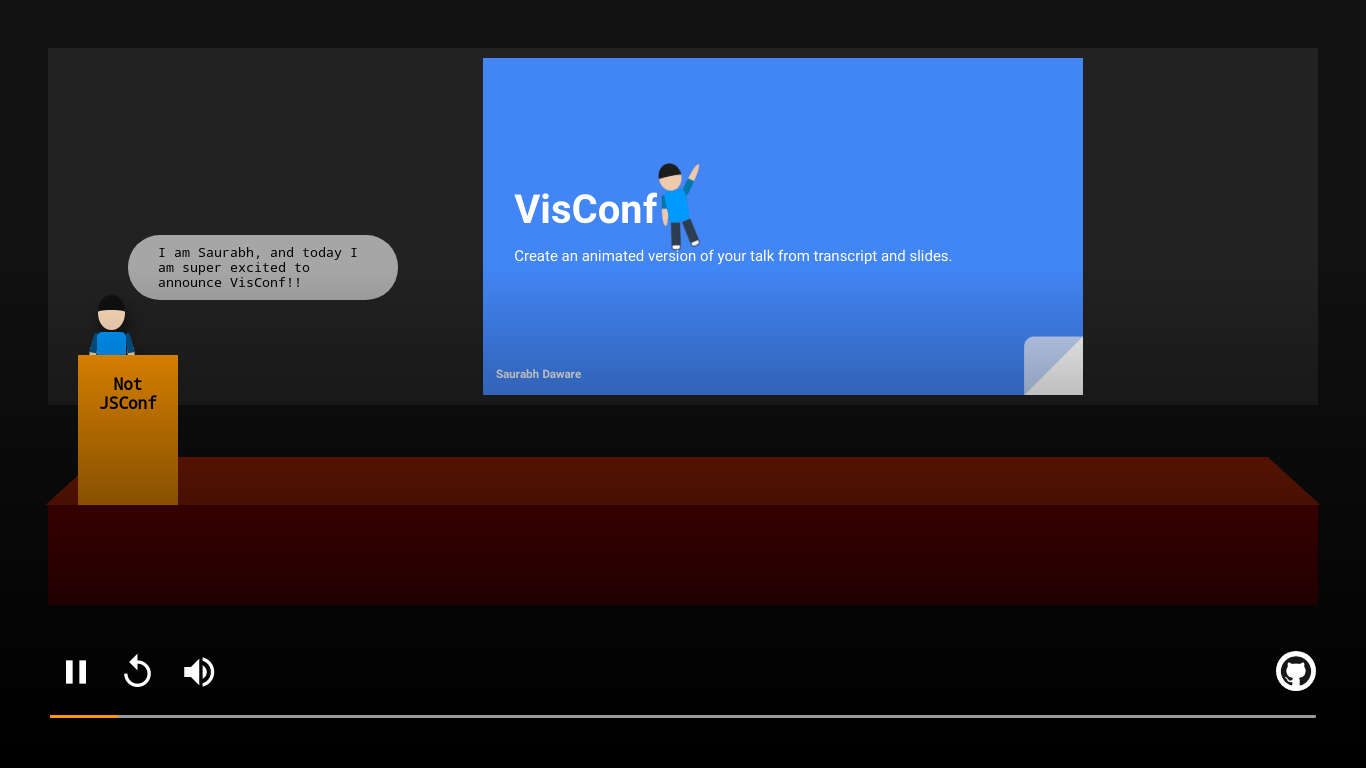 VisConf
Create an animated version of your talk from transcript and slides.
Saurabh Daware
I am Saurabh, and today I
am super excited to
announce VisConf!!
Not
JSConf